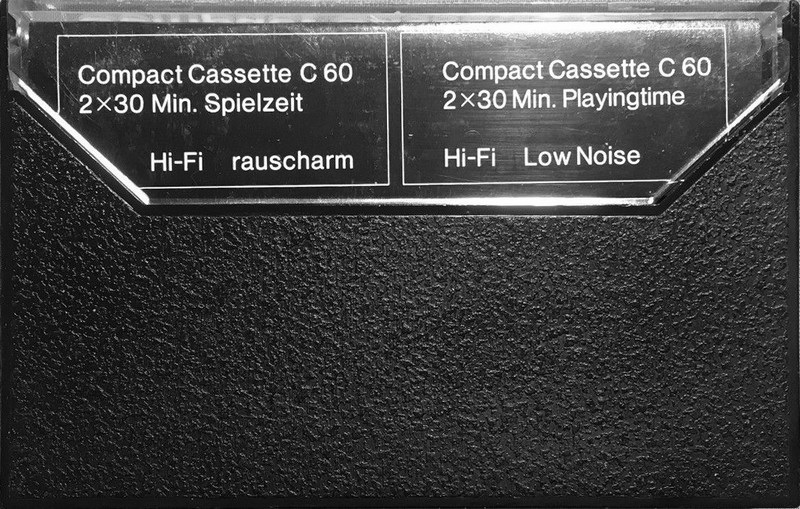 Compact Cassette C 60
2×30 Min. Spielzeit
Hi-Fi rauscharm
Compact Cassette C 60
2×30 Min. Playingtime
Hi-Fi Low Noise